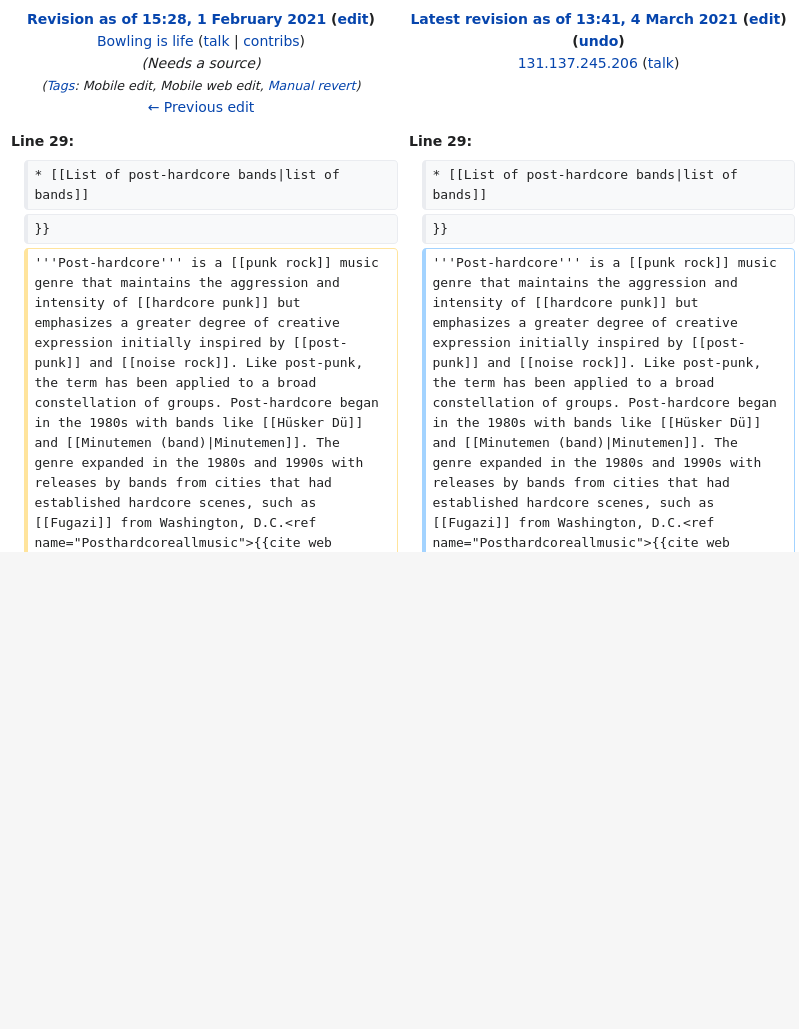 Revision as of 15:28, 1 February 2021 (edit)
Bowling is life (talk | contribs)
(Needs a source)
(Tags: Mobile edit, Mobile web edit, Manual revert)
← Previous edit
Latest revision as of 13:41, 4 March 2021 (edit)
(undo)
131.137.245.206 (talk)
Line 29:
* [[List of post-hardcore bands|list of
bands]]
}}
'''Post-hardcore''' is a [[punk rock]] music
genre that maintains the aggression and
intensity of [[hardcore punk]] but
emphasizes a greater degree of creative
expression initially inspired by [[post-
punk]] and [[noise rock]]. Like post-punk,
the term has been applied to a broad
constellation of groups. Post-hardcore began
in the 1980s with bands like [[Hüsker Dü]]
and [[Minutemen (band)|Minutemen]]. The
genre expanded in the 1980s and 1990s with
releases by bands from cities that had
established hardcore scenes, such as
[[Fugazi]] from Washington, D.C.<ref
name="Posthardcoreallmusic">{{cite web
Line 29:
* [[List of post-hardcore bands|list of
bands]]
}}
'''Post-hardcore''' is a [[punk rock]] music
genre that maintains the aggression and
intensity of [[hardcore punk]] but
emphasizes a greater degree of creative
expression initially inspired by [[post-
punk]] and [[noise rock]]. Like post-punk,
the term has been applied to a broad
constellation of groups. Post-hardcore began
in the 1980s with bands like [[Hüsker Dü]]
and [[Minutemen (band)|Minutemen]]. The
genre expanded in the 1980s and 1990s with
releases by bands from cities that had
established hardcore scenes, such as
[[Fugazi]] from Washington, D.C.<ref
name="Posthardcoreallmusic">{{cite web